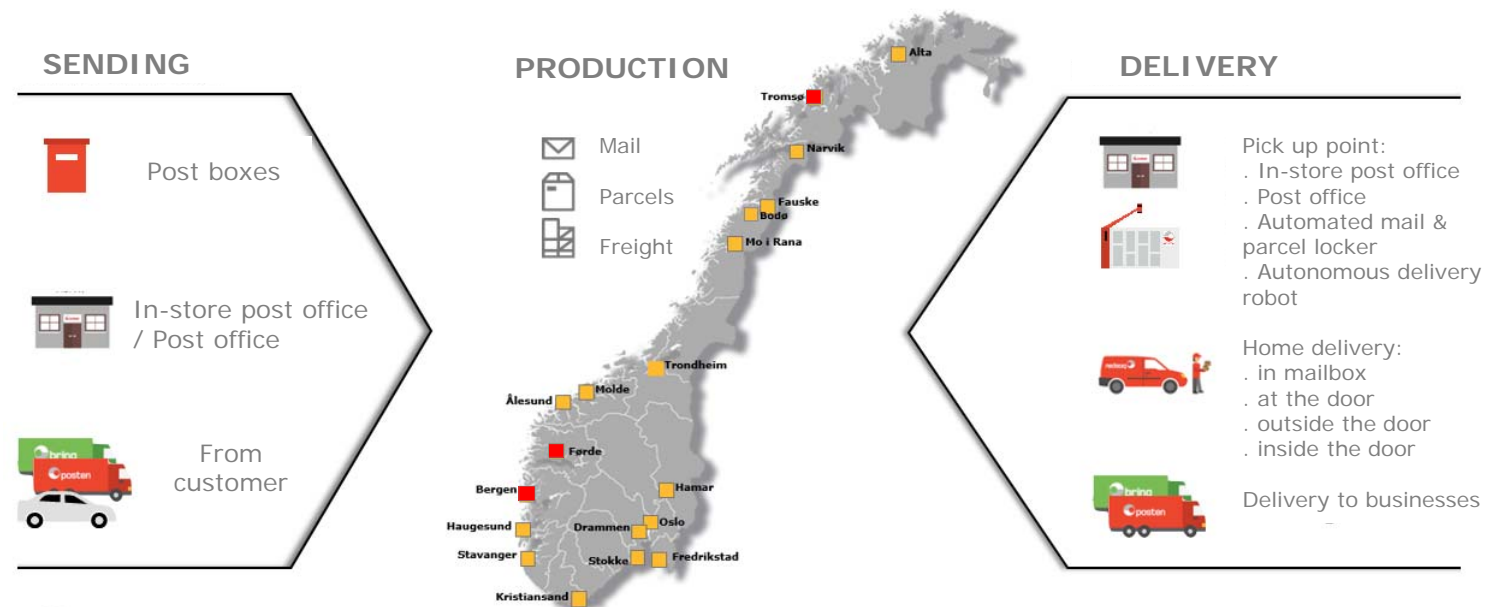 SENDING
Post boxes
In-store post office
/ Post office
bring
posten
From
customer
PRODUCTION
Mail
Parcels
Freight
Alta
Tromsø
Narvik
Fauske
Bodø
Mo i Rana
Trondheim
Molde
Ålesund
Førde
Bergen
Hamar
Haugesund
Drammen
Oslo
Stavanger
Stokke
Fredrikstad
Kristiansand
DELIVERY
Pick up point:
. In-store post office
. Post office
. Automated mail &
parcel locker
. Autonomous delivery
robot
Home delivery:
. in mailbox
. at the door
. outside the door
. inside the door
bring
posten
Delivery to businesses